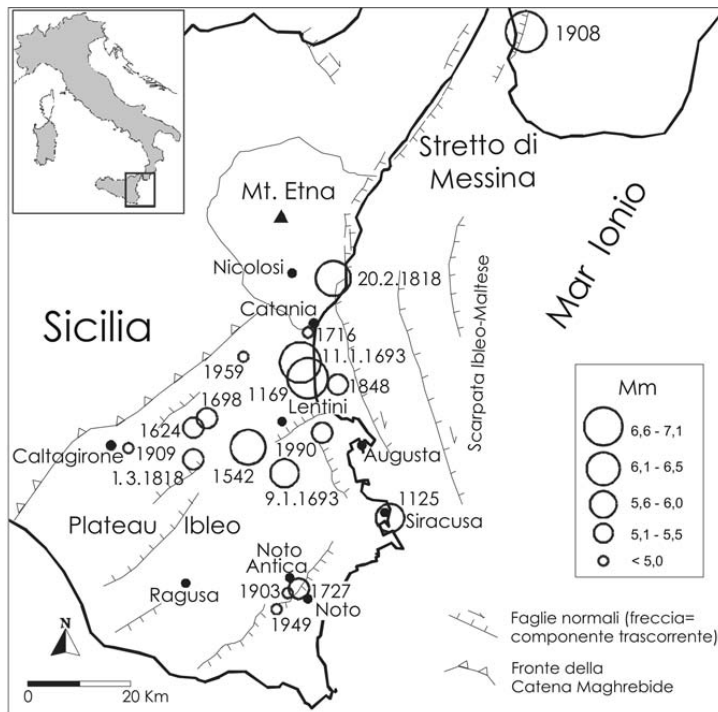 1908
Stretto di
Messina
Mt. Etna
Mar Ionio
Nicolosi
20.2.1818
Catania
Sicilia
1716
11.1.1693
1959
1169
1848
Scarpata Ibleo-Maltese
Lentini
1698
1624
Caltagirone
1909
1990
Augusta
1.3.1818
1542
9.1.1693
1125
Siracusa
Plateau Ibleo
Noto
Antica
Ragusa
1903
1727
Noto
1949
Mm
6,6 - 7,1
6,1 - 6,5
5,6 - 6,0
5,1 - 5,5
< 5,0
N
0 20 Km
Faglie normali (freccia=
componente trascorrente)
Fronte della
Catena Maghrebide